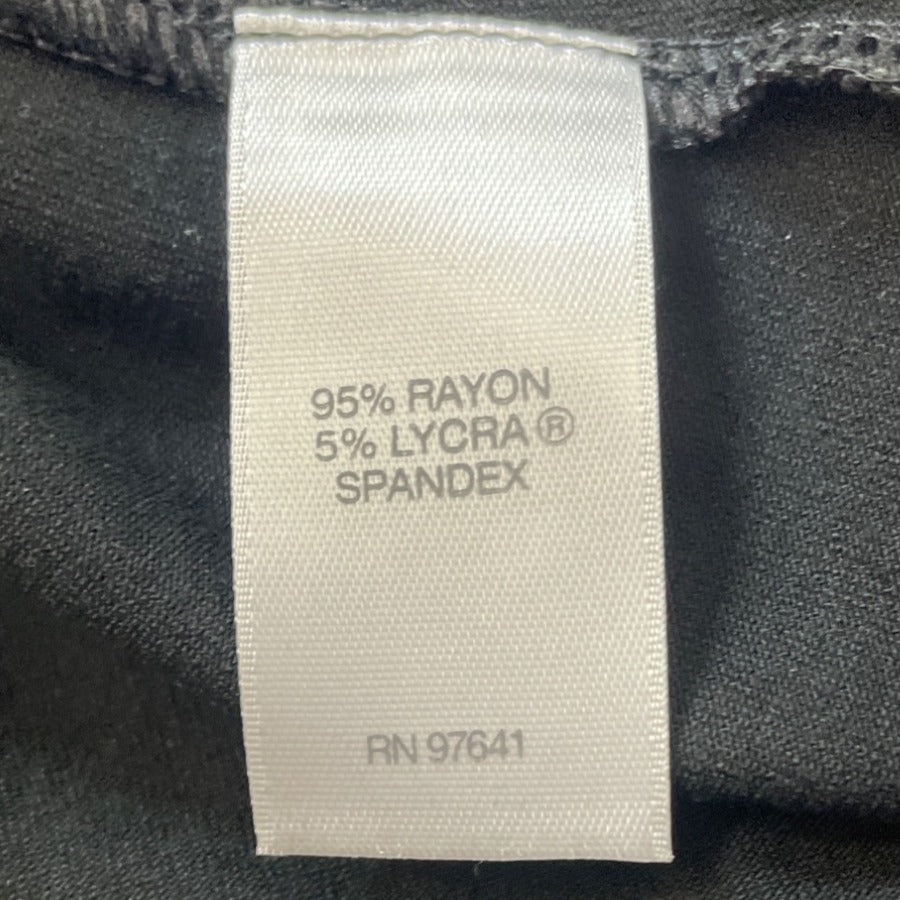 95% RAYON
5% LYCRA®
SPANDEX
RN 97641